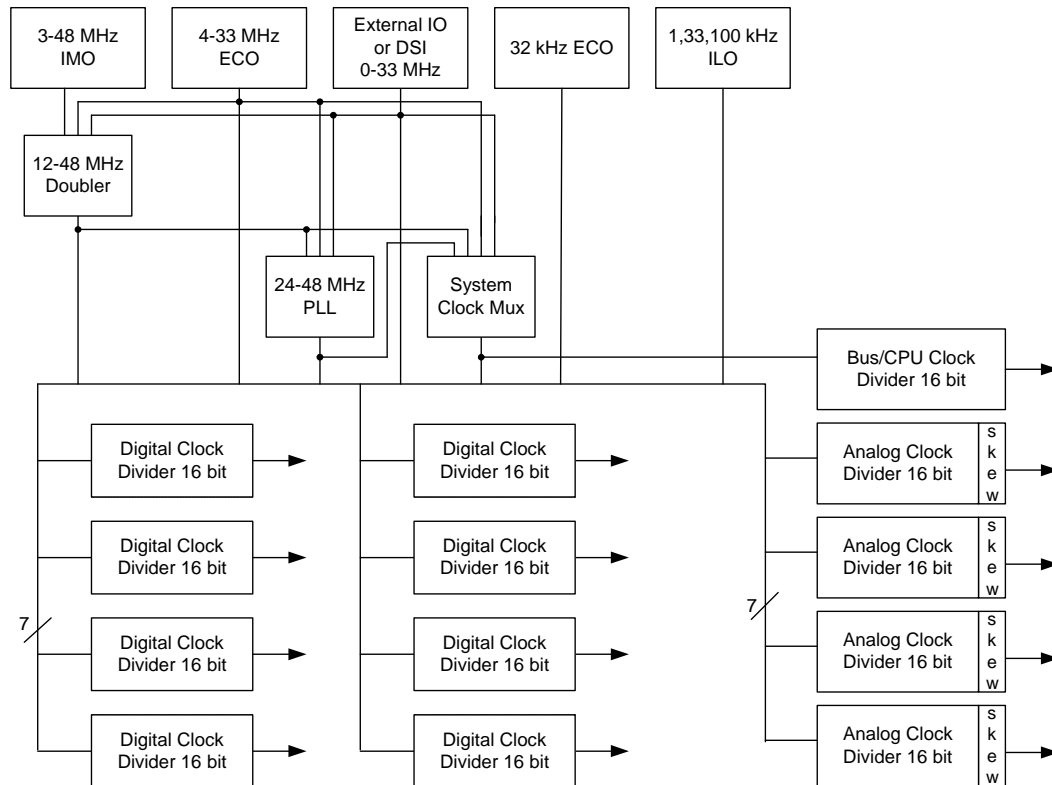 3-48 MHz
IMO
4-33 MHz
ECO
External IO
or DSI
0-33 MHz
32 kHz ECO
1,33,100 kHz
ILO
12-48 MHz
Doubler
24-48 MHz
PLL
System
Clock Mux
Bus/CPU Clock
Divider 16 bit
Digital Clock
Divider 16 bit
Digital Clock
Divider 16 bit
Analog Clock
Divider 16 bit
s
k
e
w
Digital Clock
Divider 16 bit
Digital Clock
Divider 16 bit
Analog Clock
Divider 16 bit
s
k
e
w
7
7
Digital Clock
Divider 16 bit
Digital Clock
Divider 16 bit
Analog Clock
Divider 16 bit
s
k
e
w
Digital Clock
Divider 16 bit
Digital Clock
Divider 16 bit
Analog Clock
Divider 16 bit
s
k
e
w